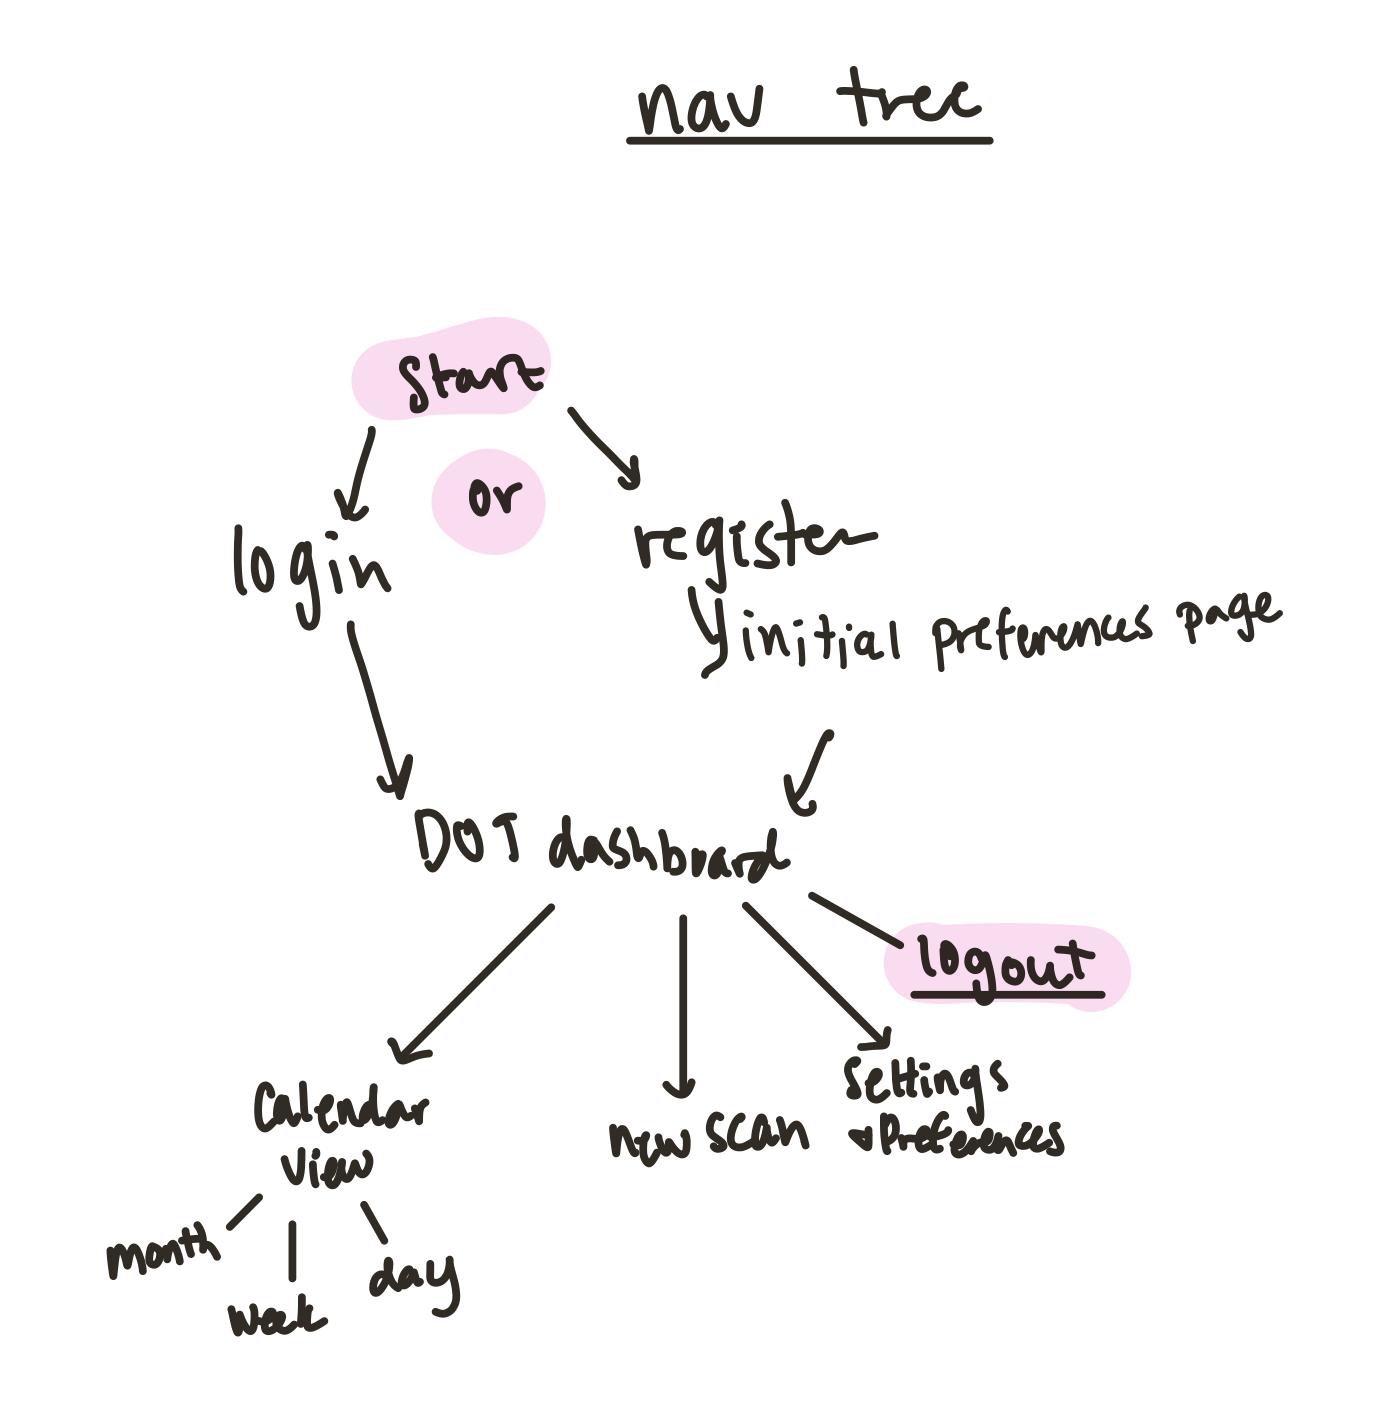 nav tree
start
or
login
register
initial preferences page
DOT dashboard
logout
Calendar
view
new scan
Settings
Preferences
month
week
day